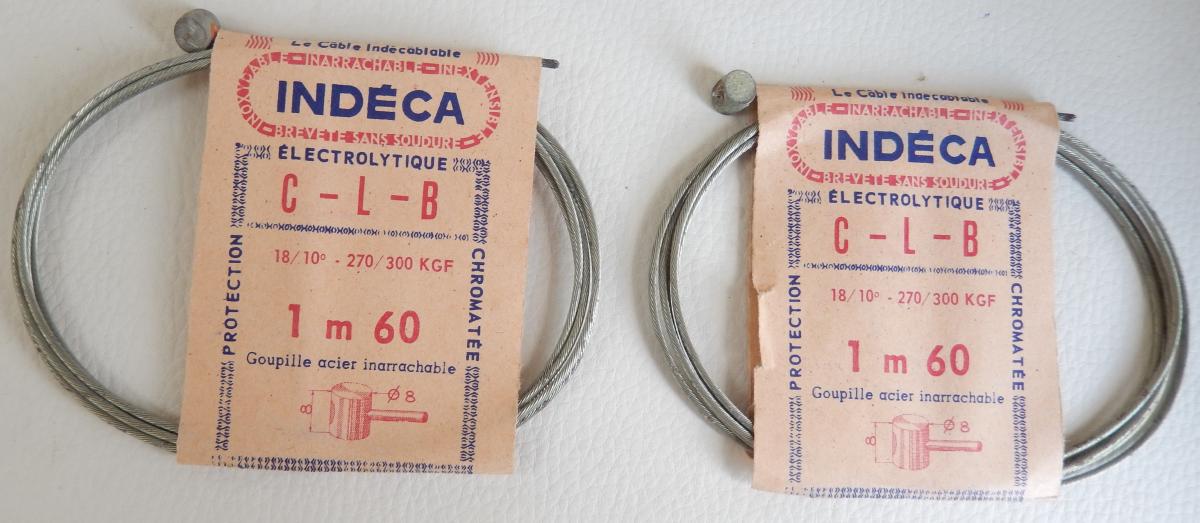 Le Câble Indécablable
INOXYDABLE - INARRACHABLE - INEXTENSIBLE
INDÉCA
BREVETÉ SANS SOUDURE
ÉLECTROLYTIQUE
C - L - B
18/10° - 270/300 KGF
PROTECTION
CHROMATÉE
1 m 60
Goupille acier inarrachable
8
Ø 8
Le Câble Indécablable
INOXYDABLE - INARRACHABLE - INEXTENSIBLE
INDÉCA
BREVETÉ SANS SOUDURE
ÉLECTROLYTIQUE
C - L - B
18/10° - 270/300 KGF
PROTECTION
CHROMATÉE
1 m 60
Goupille acier inarrachable
8
Ø 8